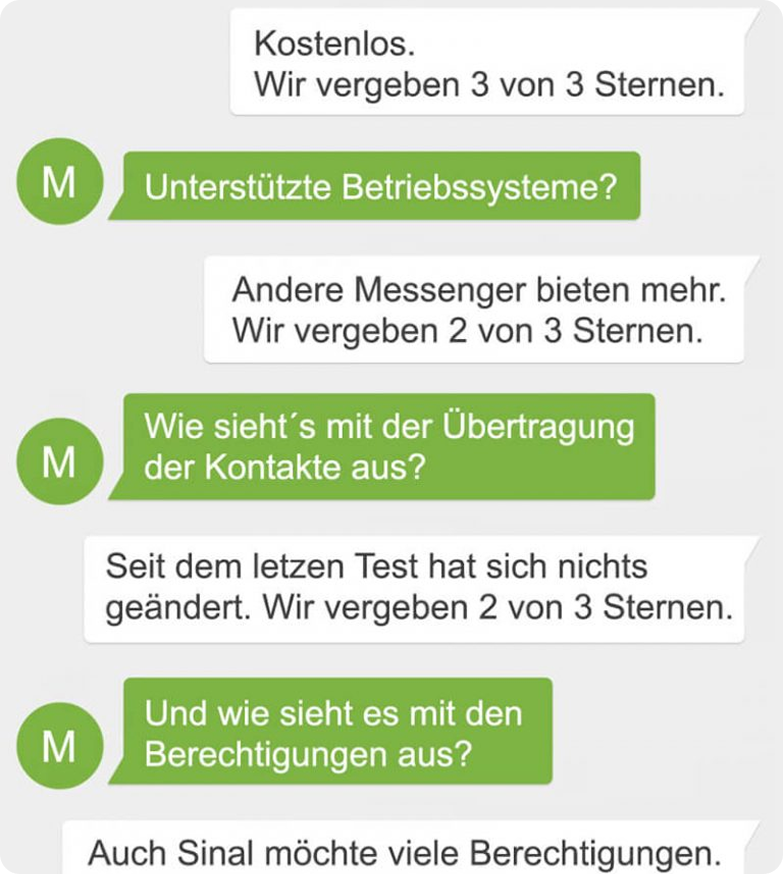 Kostenlos.
Wir vergeben 3 von 3 Sternen.
M
Unterstützte Betriebssysteme?
Andere Messenger bieten mehr.
Wir vergeben 2 von 3 Sternen.
M
Wie sieht´s mit der Übertragung
der Kontakte aus?
Seit dem letzen Test hat sich nichts
geändert. Wir vergeben 2 von 3 Sternen.
M
Und wie sieht es mit den
Berechtigungen aus?
Auch Sinal möchte viele Berechtigungen.